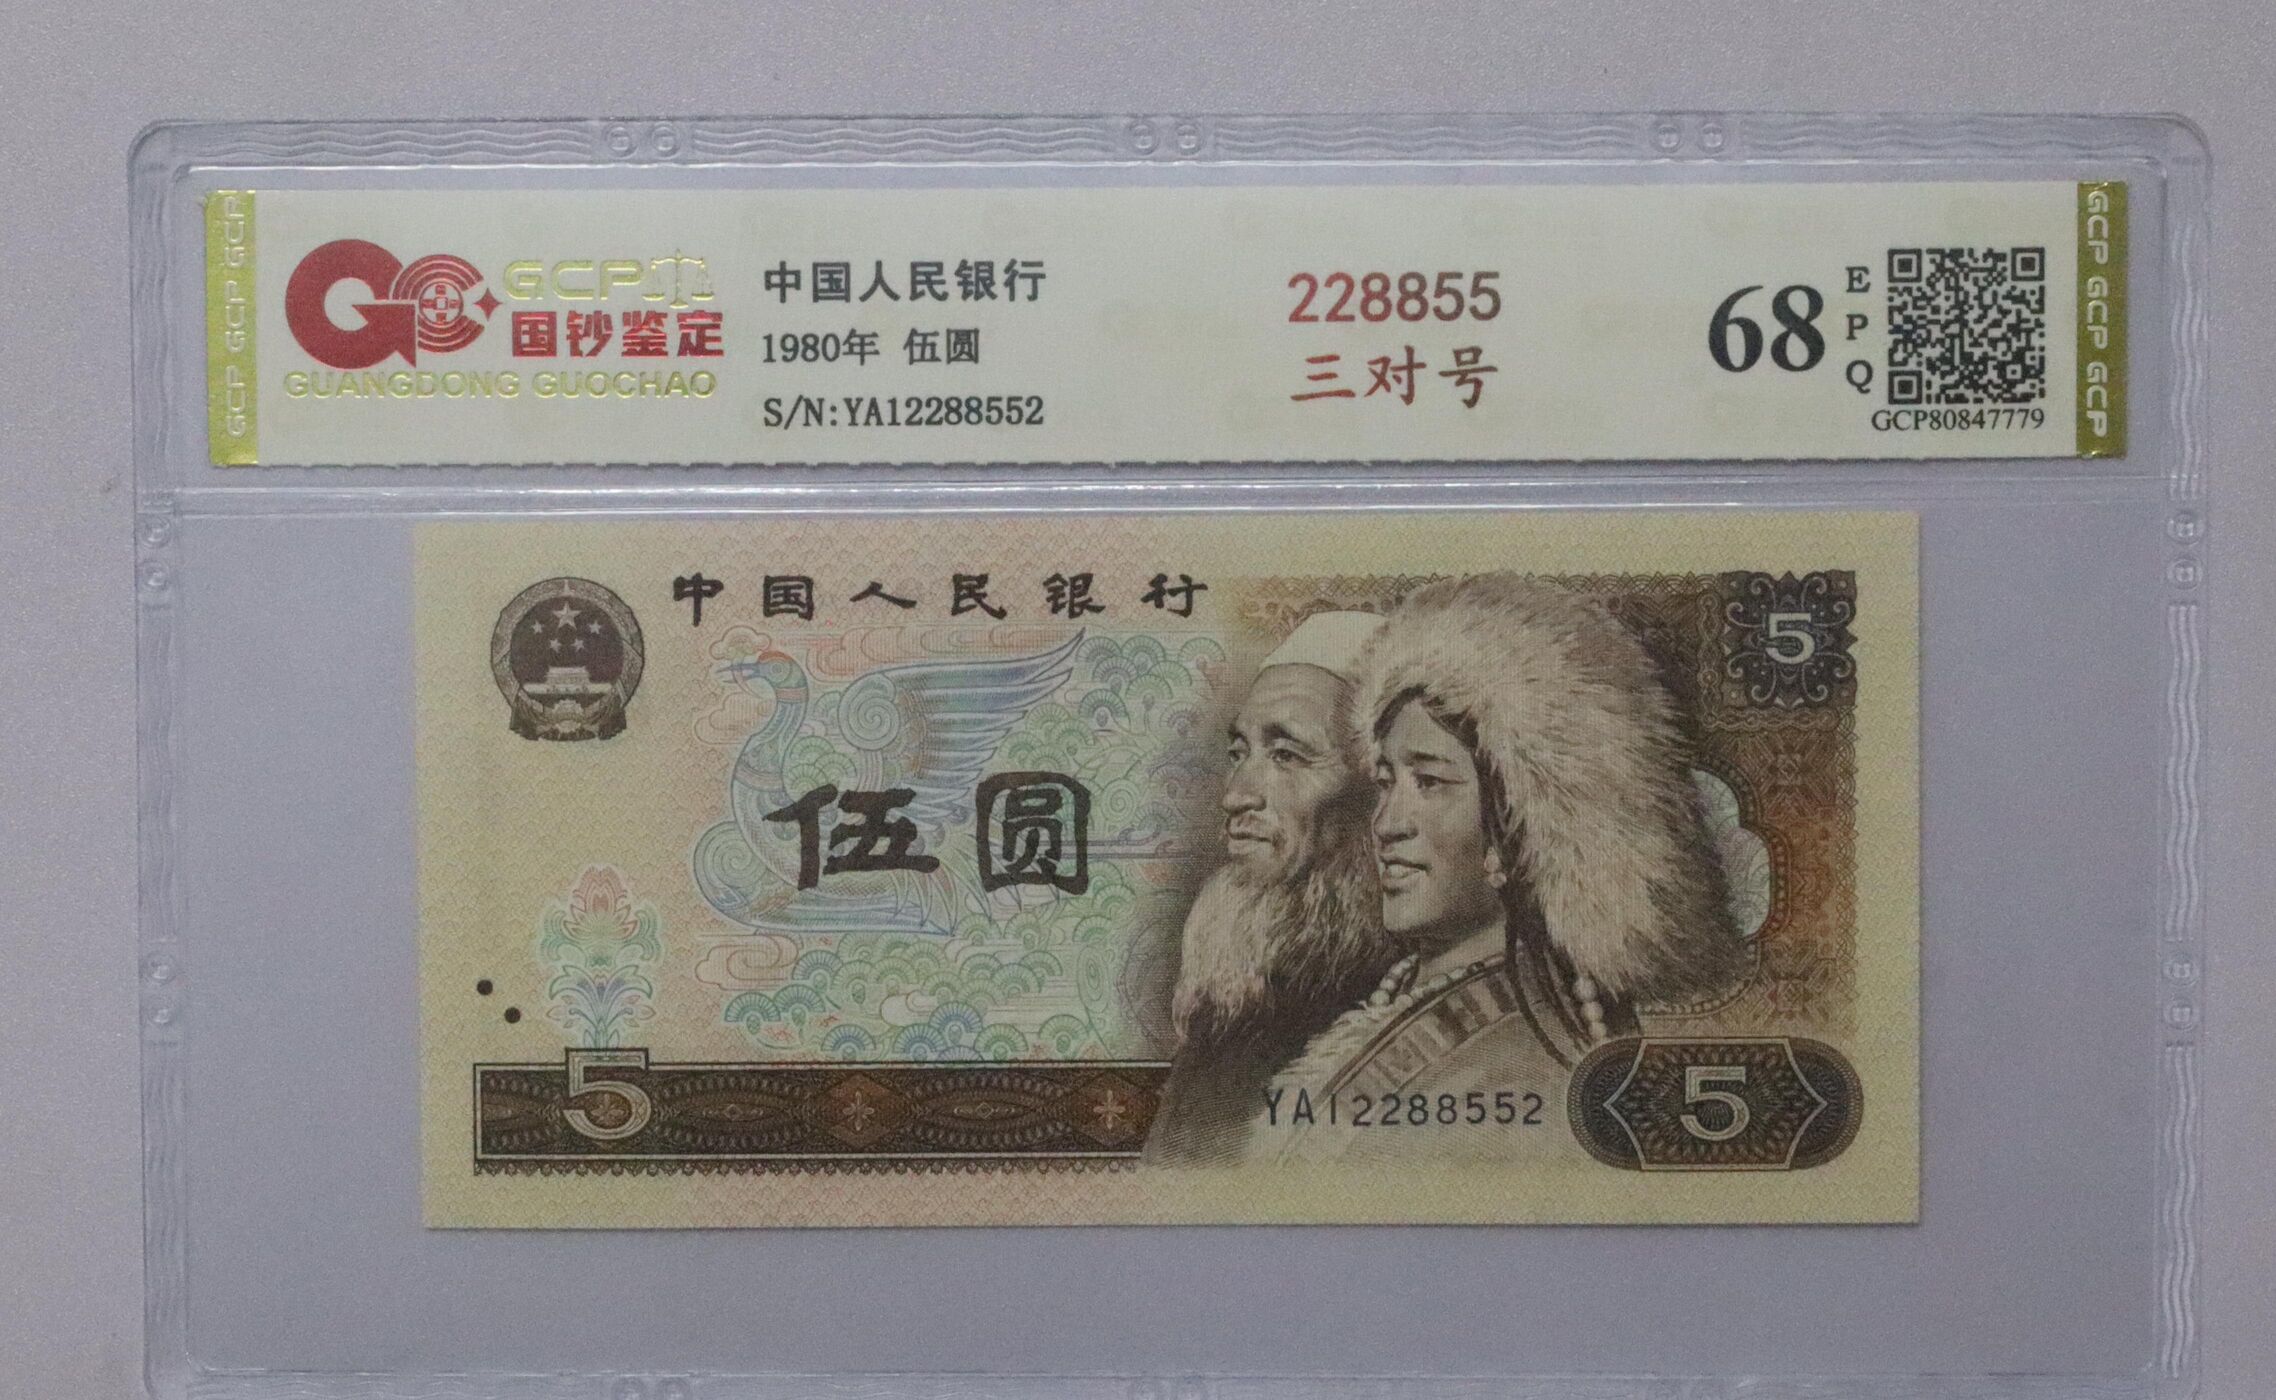 GCP GCP GCP
GCP
国钞鉴定
GUANGDONG GUOCHAO
中国人民银行
1980年 伍圆
S/N:YA12288552
228855
三对号
68
E
P
Q
GCP80847779
GCP GCP GCP GCP
中国人民银行
5
伍圆
5
YA12288552
5